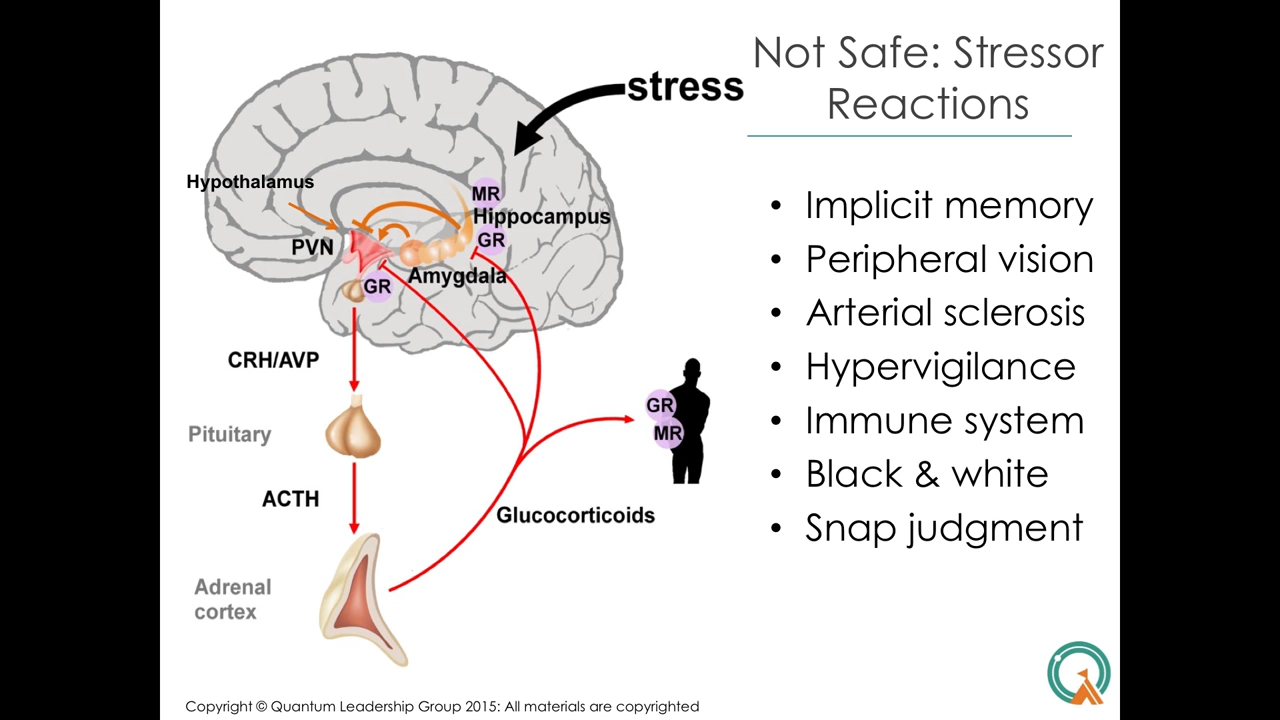 Not Safe: Stressor
Reactions
stress
Hypothalamus
MR
Hippocampus
PVN
GR
Amygdala
GR
CRH/AVP
GR
MR
Pituitary
ACTH
Glucocorticoids
Adrenal
cortex
• Implicit memory
• Peripheral vision
• Arterial sclerosis
• Hypervigilance
• Immune system
• Black & white
• Snap judgment
Copyright © Quantum Leadership Group 2015: All materials are copyrighted